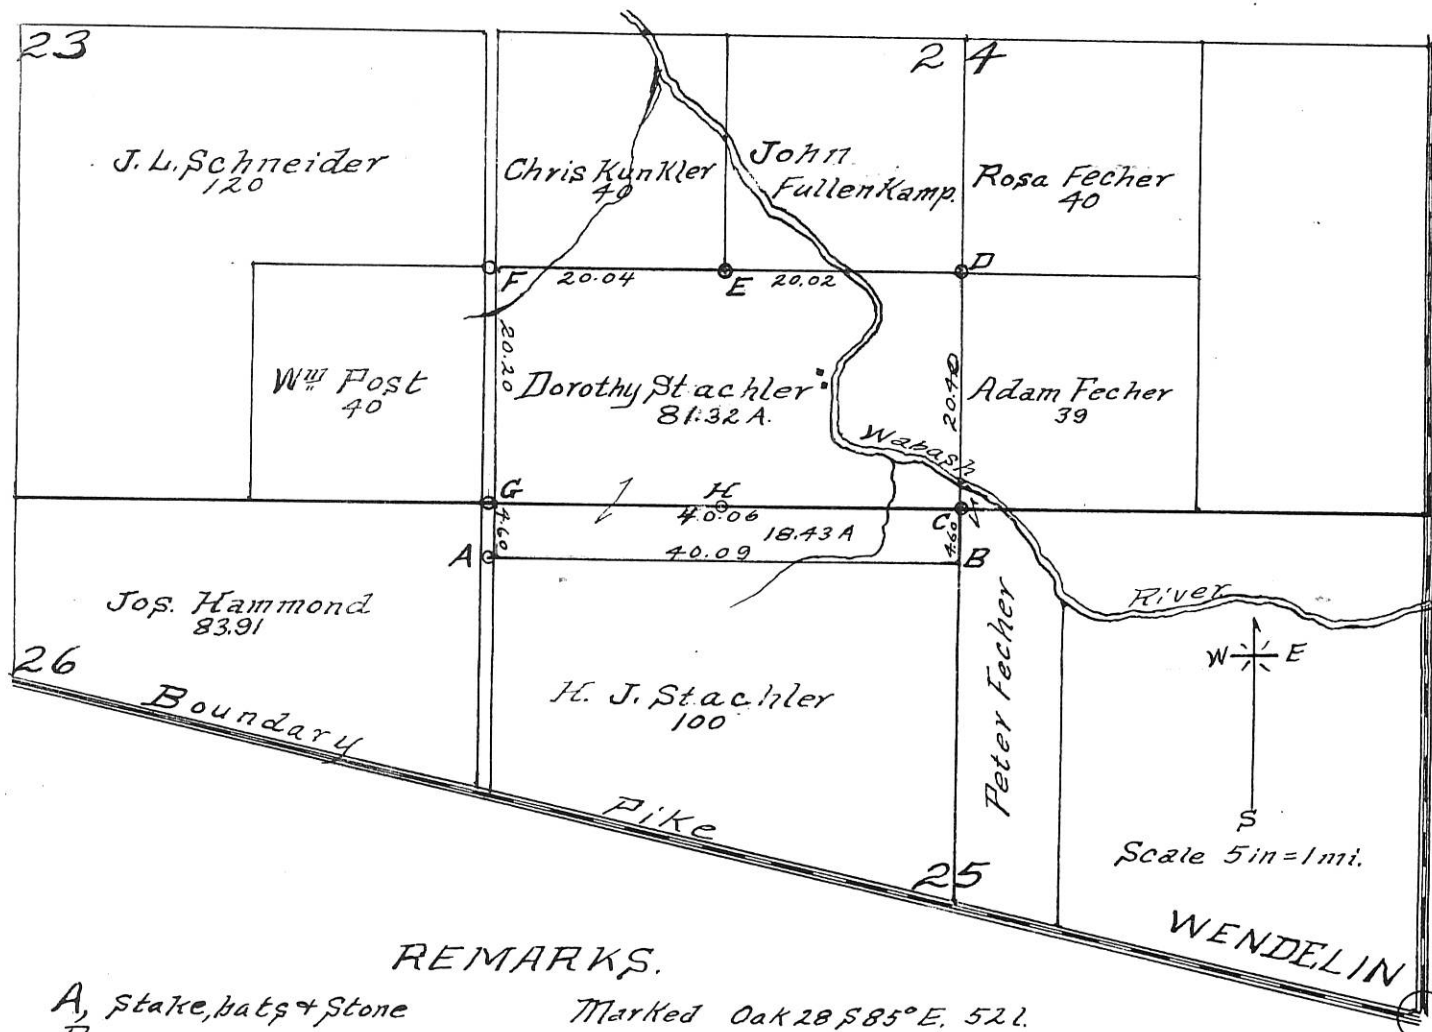 23
24
J. L. Schneider
120
Chris Kunkler
40
John
Fullenkamp.
Rosa Fecher
40
F
20.04
E
20.02
D
20.20
Wm Post
40
Dorothy Stachler
81.32 A.
20.40
Adam Fecher
39
Wabash
G
H
40.06
C
4.60
18.43 A
4.60
A
40.09
B
Jos. Hammond
83.91
River
26
W E
S
Boundary
H. J. Stachler
100
Peter Fecher
Pike
Scale 5 in = 1 mi.
25
WENDELIN
REMARKS.
A, Stake, bats & Stone Marked Oak 28 S 85° E. 52 l.